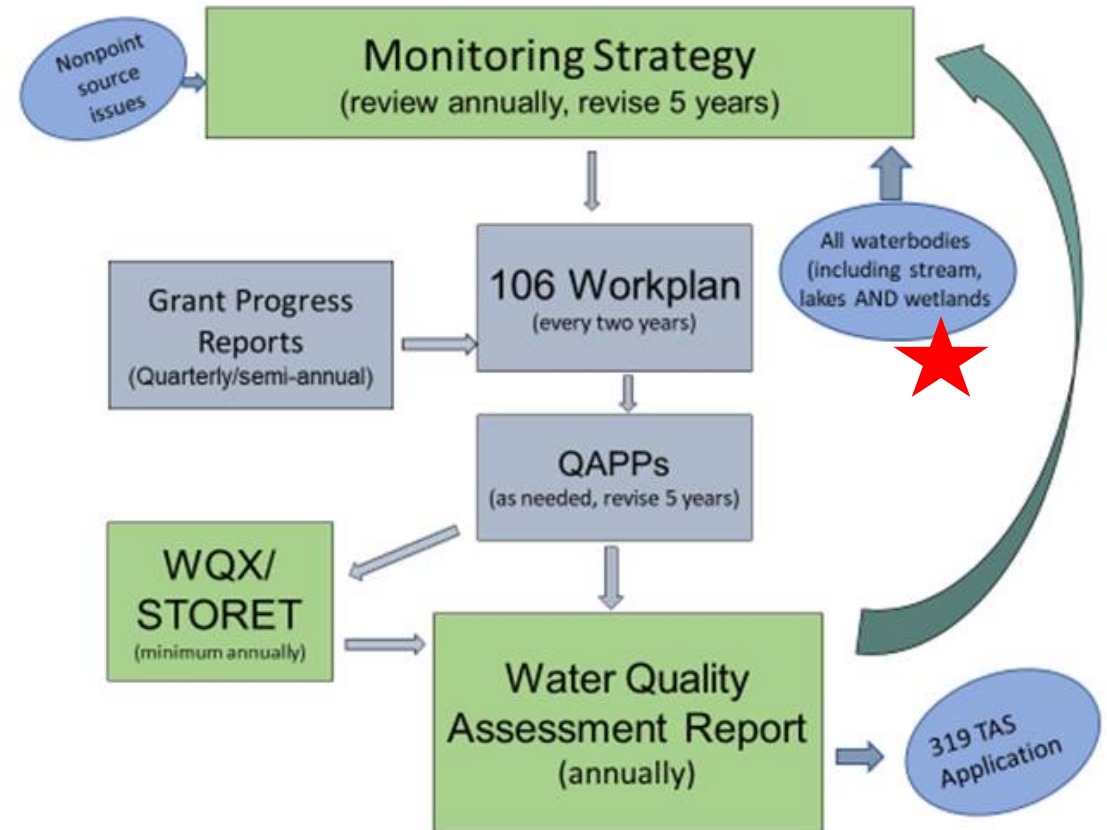 Nonpoint
source
issues
Monitoring Strategy
(review annually, revise 5 years)
All waterbodies
(including stream,
lakes AND wetlands
106 Workplan
(every two years)
Grant Progress
Reports
(Quarterly/semi-annual)
QAPPs
(as needed, revise 5 years)
WQX/
STORET
(minimum annually)
Water Quality
Assessment Report
(annually)
319 TAS
Application